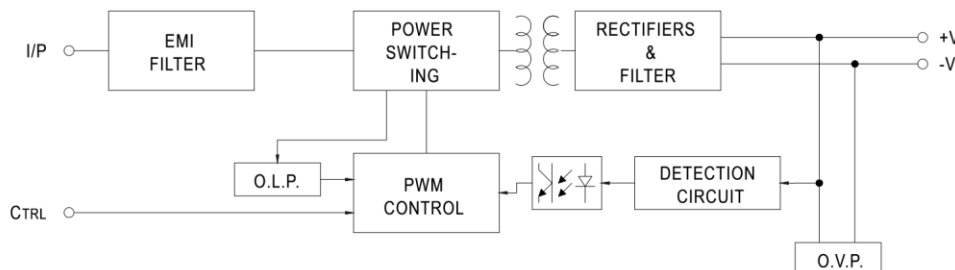 I/P
EMI
FILTER
POWER
SWITCH-
ING
RECTIFIERS
&
FILTER
+V
-V
O.L.P.
PWM
CONTROL
DETECTION
CIRCUIT
CTRL
O.V.P.